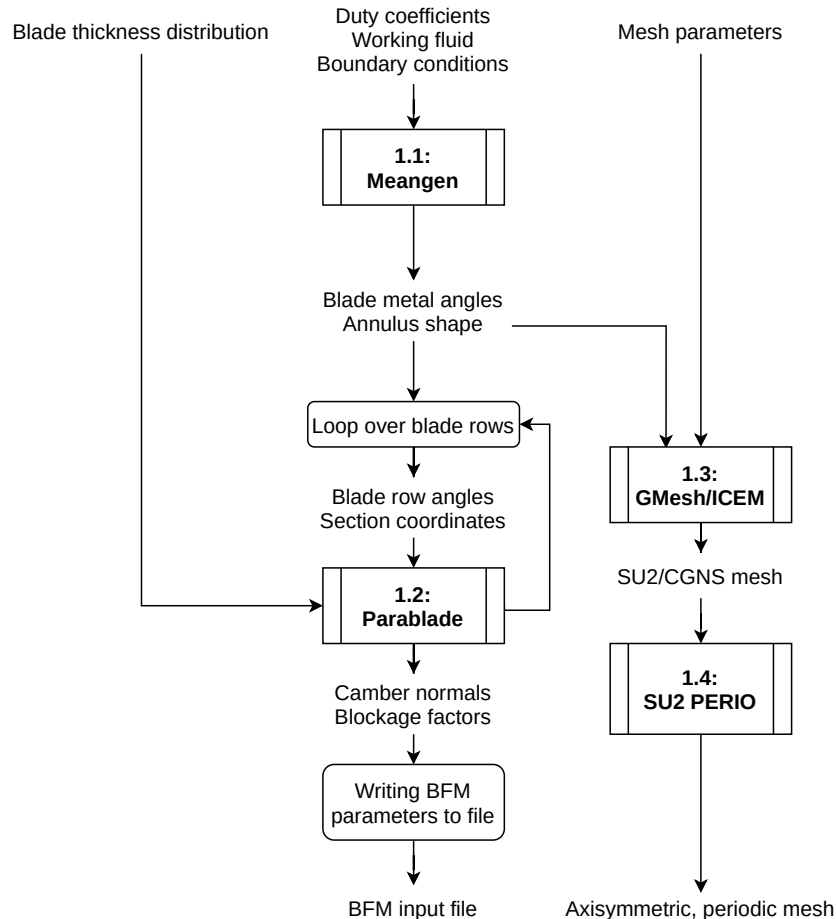 Blade thickness distribution
Duty coefficients
Working fluid
Boundary conditions
Mesh parameters
1.1:
Meangen
Blade metal angles
Annulus shape
Loop over blade rows
Blade row angles
Section coordinates
1.3:
GMesh/ICEM
SU2/CGNS mesh
1.2:
Parablade
1.4:
SU2 PERIO
Camber normals
Blockage factors
Writing BFM
parameters to file
BFM input file
Axisymmetric, periodic mesh